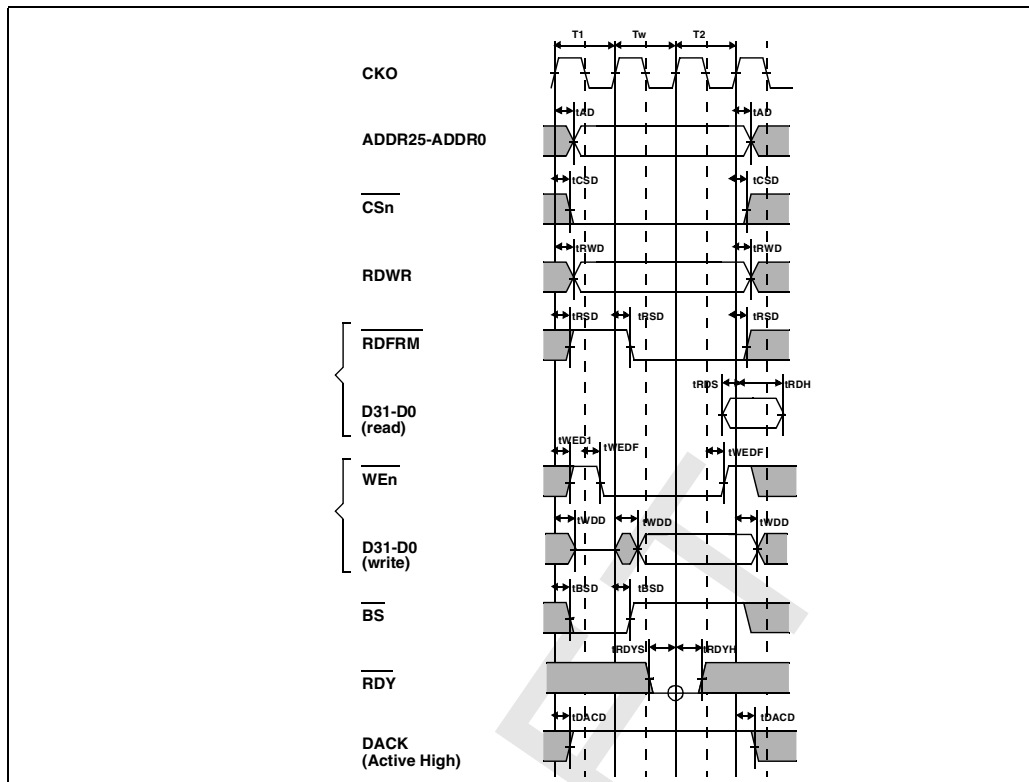 T1 Tw T2
CKO
tAD tAD
ADDR25-ADDR0
tCSD tCSD
CSn
tRWD tRWD
RDWR
tRSD tRSD tRSD
RDFRM
tRDS tRDH
D31-D0
(read)
tWED1 tWEDF tWEDF
WEn
tWDD tWDD tWDD
D31-D0
(write)
tBSD tBSD
BS
tRDYS tRDYH
RDY
tDACD tDACD
DACK
(Active High)